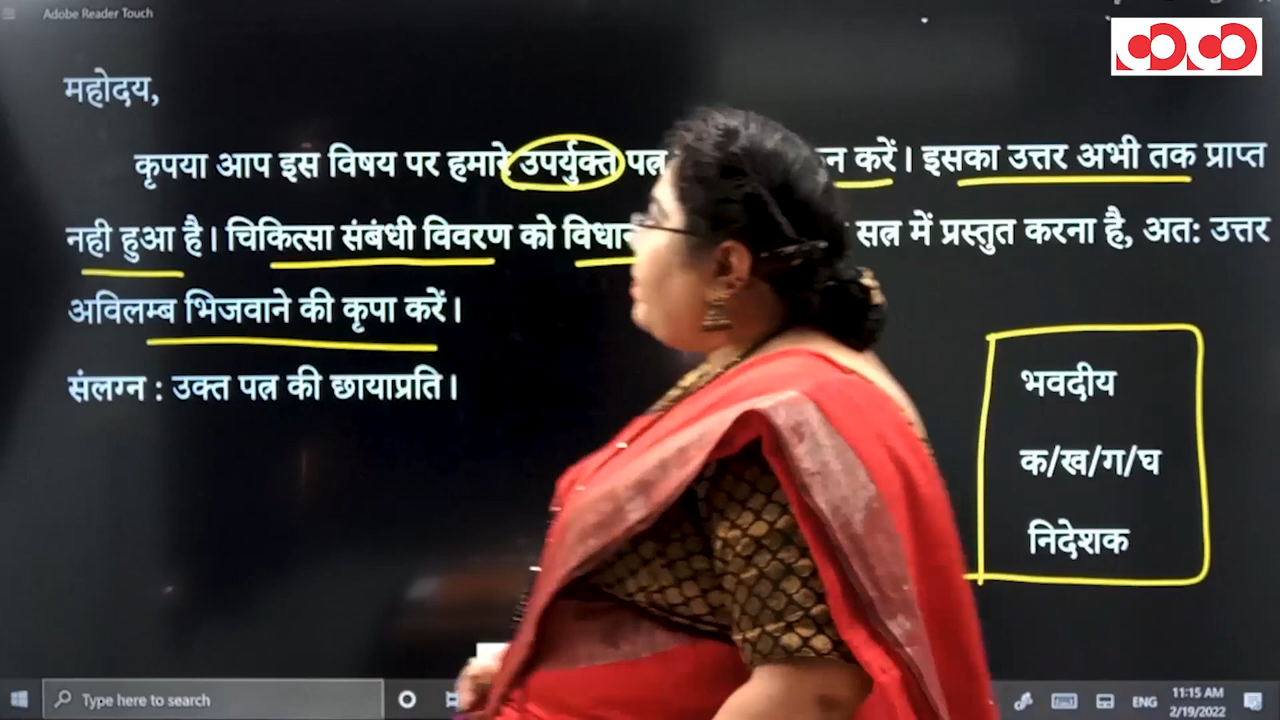 Adobe Reader Touch
महोदय,
कृपया आप इस विषय पर हमारे उपर्युक्त पत्र करें। इसका उत्तर अभी तक प्राप्त
नही हुआ है। चिकित्सा संबंधी विवरण को सत्र में प्रस्तुत करना है, अत: उत्तर
अविलम्ब भिजवाने की कृपा करें।
संलग्न : उक्त पत्र की छायाप्रति।
भवदीय
क/ख/ग/घ
निदेशक
Type here to search
ENG
11:15 AM
2/19/2022